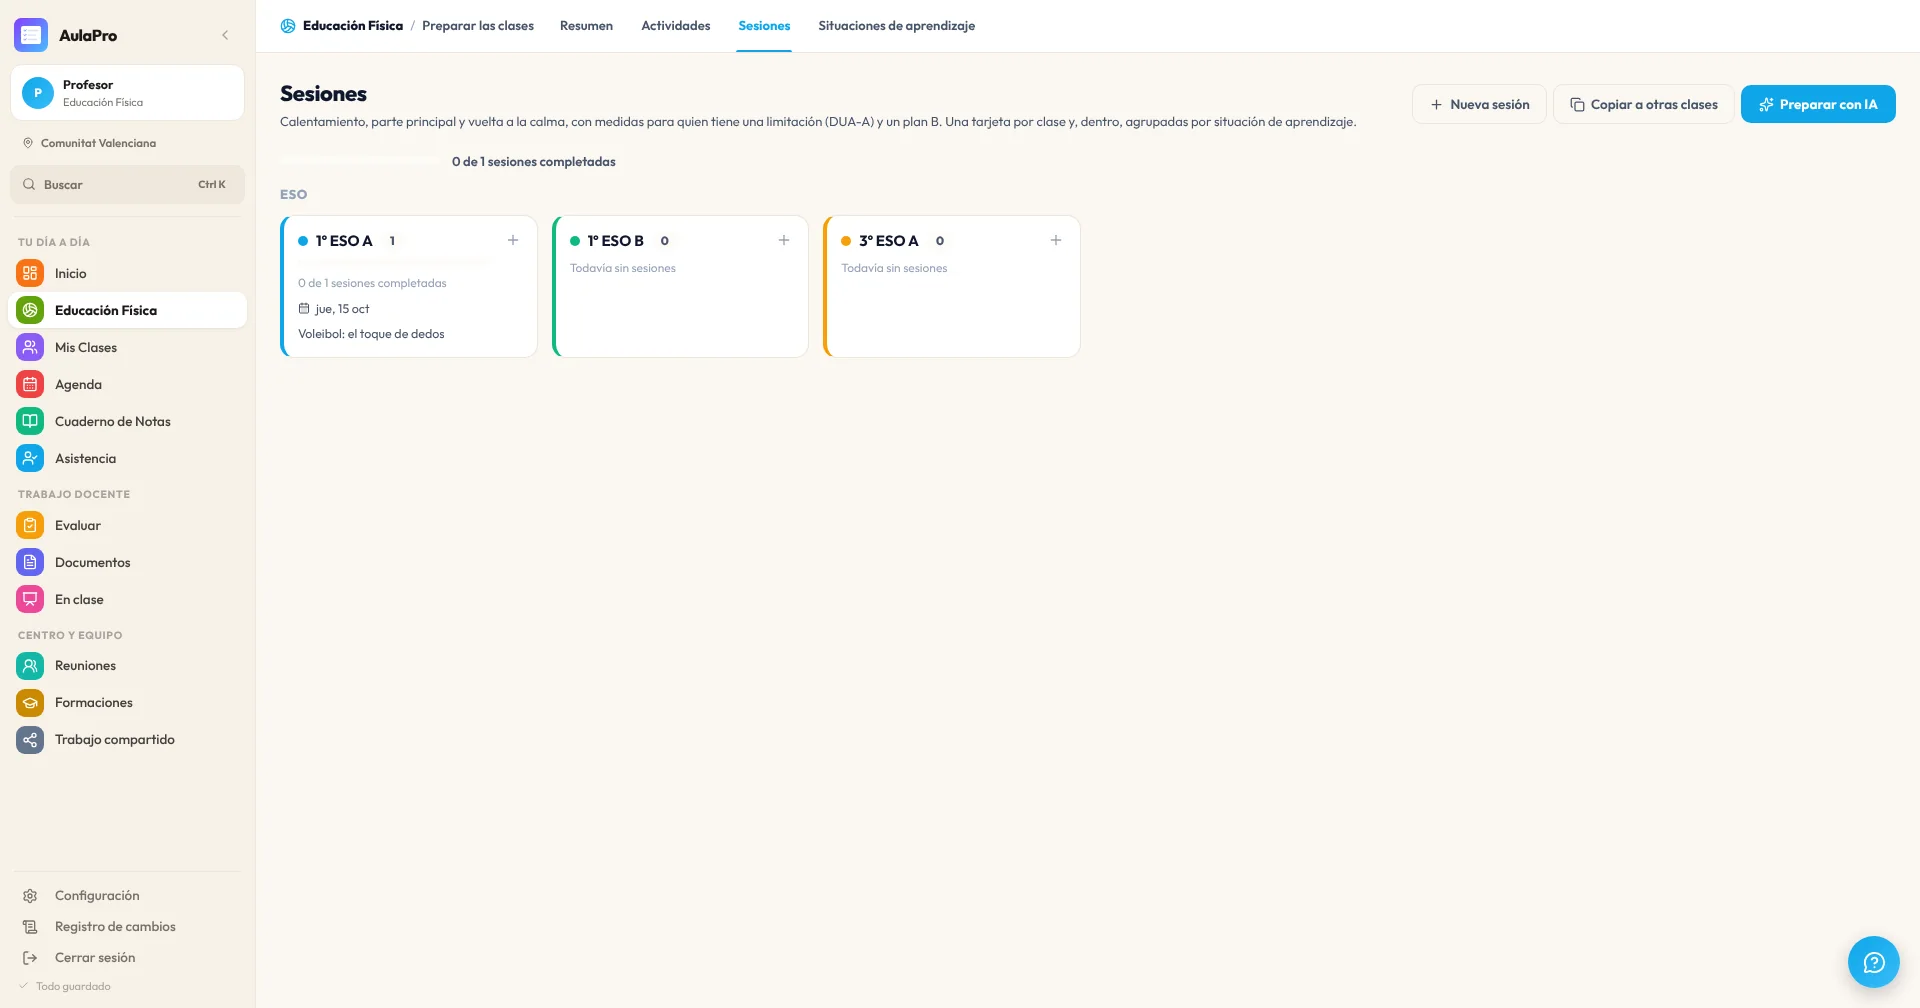 AulaPro
P
Profesor
Educación Física
Comunitat Valenciana
Buscar
Ctrl K
TU DÍA A DÍA
Inicio
Educación Física
Mis Clases
Agenda
Cuaderno de Notas
Asistencia
TRABAJO DOCENTE
Evaluar
Documentos
En clase
CENTRO Y EQUIPO
Reuniones
Formaciones
Trabajo compartido
Configuración
Registro de cambios
Cerrar sesión
Todo guardado
Educación Física / Preparar las clases
Resumen
Actividades
Sesiones
Situaciones de aprendizaje
Sesiones
Calentamiento, parte principal y vuelta a la calma, con medidas para quien tiene una limitación (DUA-A) y un plan B. Una tarjeta por clase y, dentro, agrupadas por situación de aprendizaje.
Nueva sesión
Copiar a otras clases
Preparar con IA
0 de 1 sesiones completadas
ESO
1º ESO A 1
0 de 1 sesiones completadas
jue, 15 oct
Voleibol: el toque de dedos
1º ESO B 0
Todavía sin sesiones
3º ESO A 0
Todavía sin sesiones